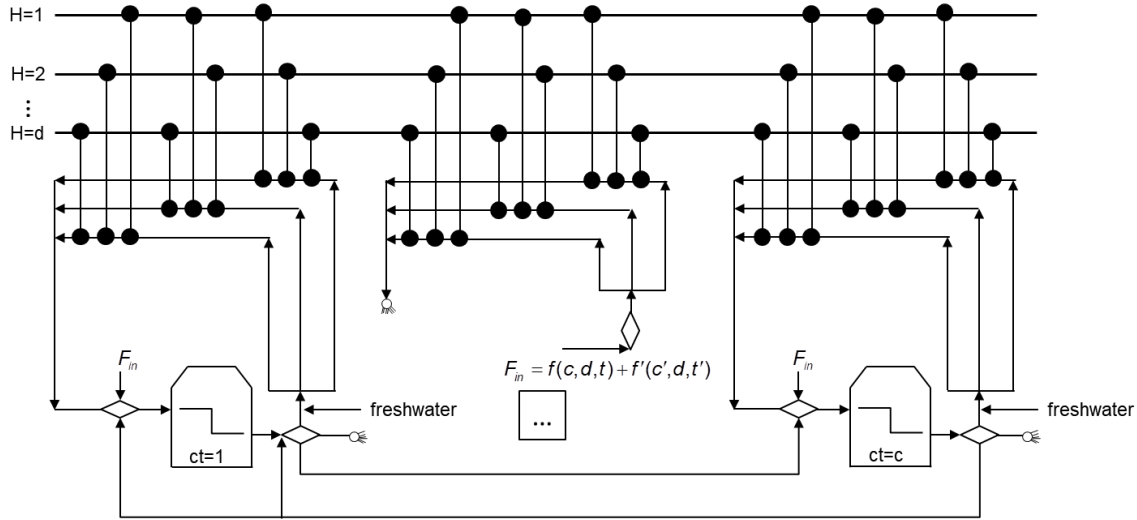 H=1
H=2
⋮
H=d
F_in
freshwater
ct=1
F_in = f(c,d,t) + f'(c',d,t')
...
F_in
freshwater
ct=c